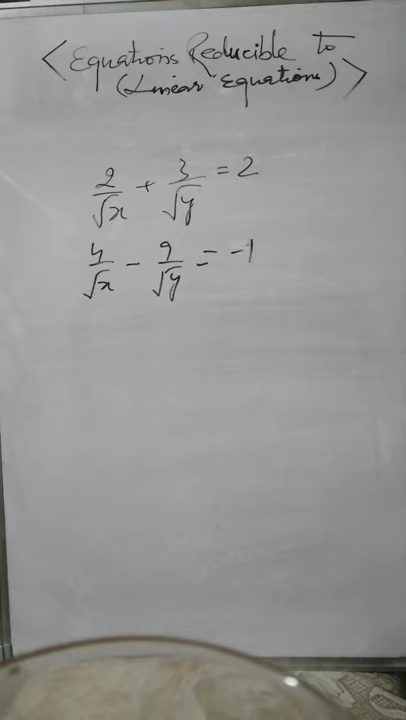 <Equations Reducible to
(Linear Equations)>
2/√x + 3/√y = 2
4/√x - 9/√y = -1